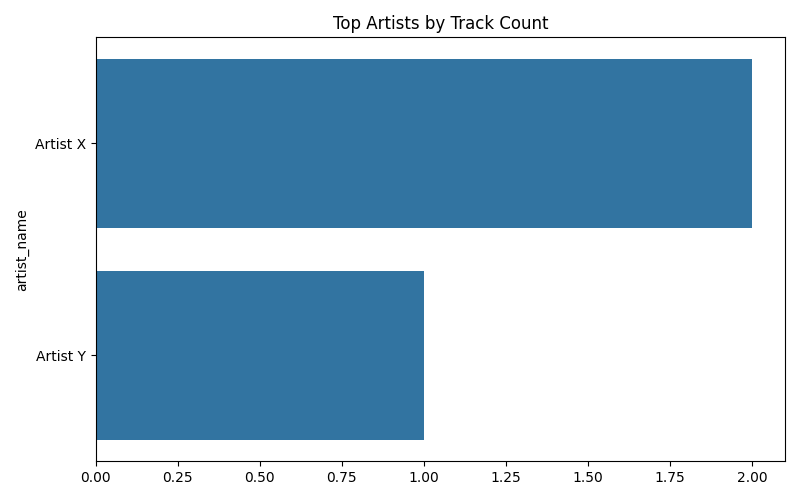 Top Artists by Track Count
Artist X
artist_name
Artist Y
0.00 0.25 0.50 0.75 1.00 1.25 1.50 1.75 2.00